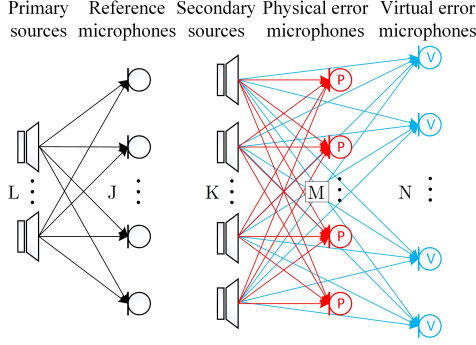 Primary Reference Secondary Physical error Virtual error
sources microphones sources microphones microphones
V
P
V
P
L J K M N
P
V
P
V